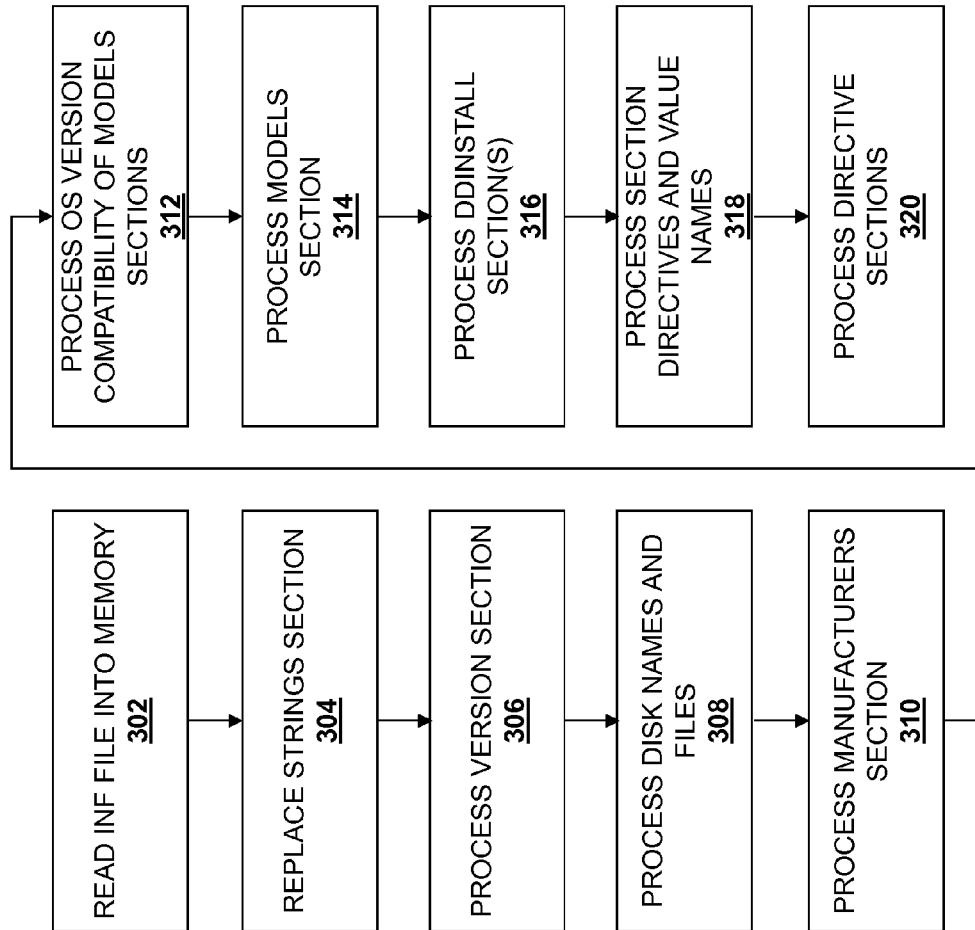 READ INF FILE INTO MEMORY
302
REPLACE STRINGS SECTION
304
PROCESS VERSION SECTION
306
PROCESS DISK NAMES AND
FILES
308
PROCESS MANUFACTURERS
SECTION
310
PROCESS OS VERSION
COMPATIBILITY OF MODELS
SECTIONS
312
PROCESS MODELS
SECTION
314
PROCESS DDINSTALL
SECTION(S)
316
PROCESS SECTION
DIRECTIVES AND VALUE
NAMES
318
PROCESS DIRECTIVE
SECTIONS
320